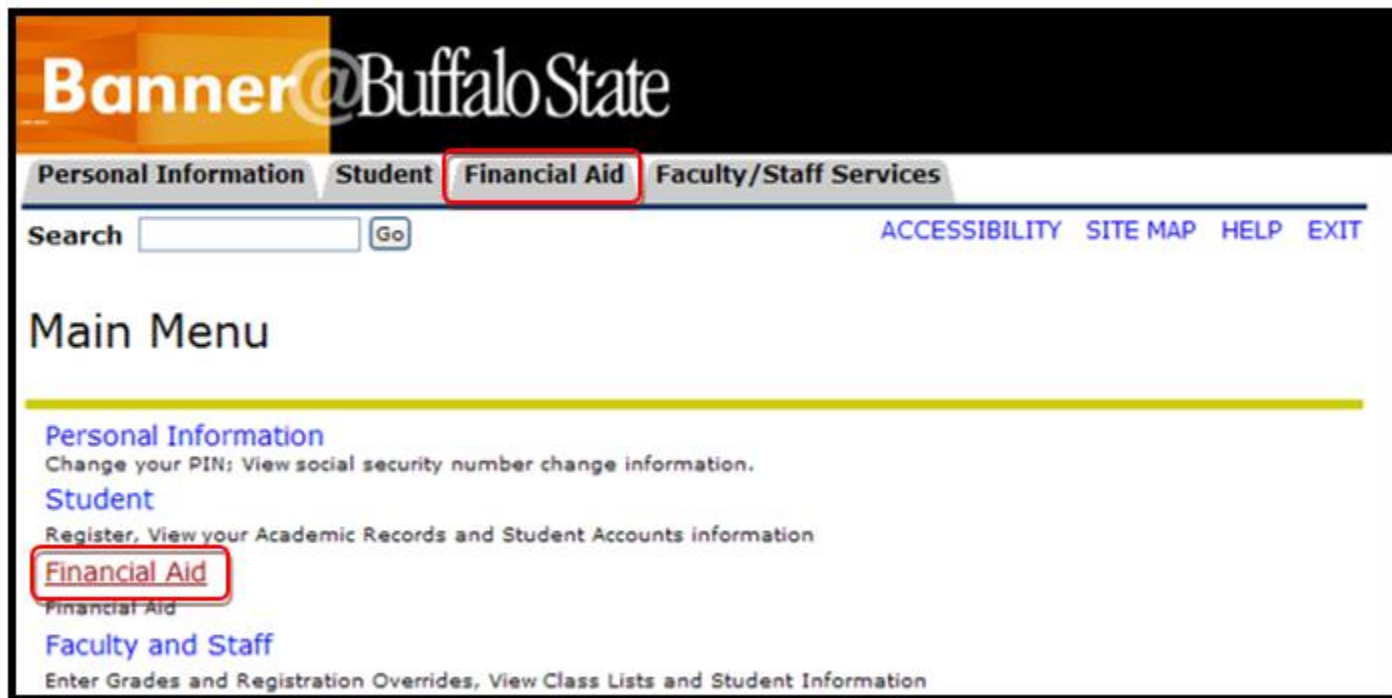 Banner@Buffalo State
Personal Information Student Financial Aid Faculty/Staff Services
Search Go ACCESSIBILITY SITE MAP HELP EXIT
Main Menu
Personal Information
Change your PIN; View social security number change information.
Student
Register, View your Academic Records and Student Accounts information
Financial Aid
Financial Aid
Faculty and Staff
Enter Grades and Registration Overrides, View Class Lists and Student Information